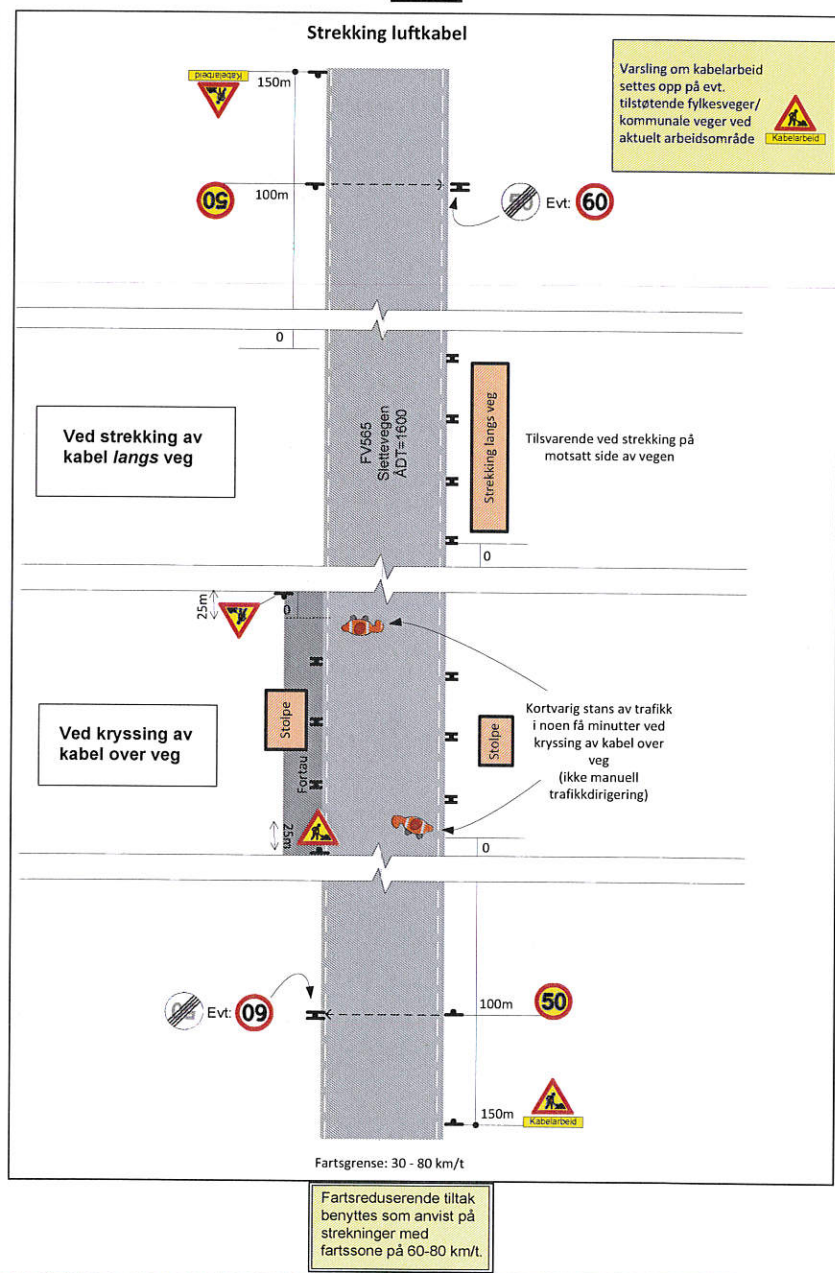 Strekking luftkabel
Kabelarbeid
150m
Varsling om kabelarbeid
settes opp på evt.
tilstøtende fylkesveger/
kommunale veger ved
aktuelt arbeidsområde
Kabelarbeid
50
100m
50
Evt:
60
0
Ved strekking av
kabel langs veg
FV565
Slettevegen
ÅDT=1600
Strekking langs veg
Tilsvarende ved strekking på
motsatt side av vegen
0
25m
0
Ved kryssing av
kabel over veg
Stolpe
Fortau
Stolpe
Kortvarig stans av trafikk
i noen få minutter ved
kryssing av kabel over
veg
(ikke manuell
trafikkdirigering)
25m
0
50
Evt:
60
100m
50
150m
Kabelarbeid
Fartsgrense: 30 - 80 km/t
Fartsreduserende tiltak
benyttes som anvist på
strekninger med
fartssone på 60-80 km/t.